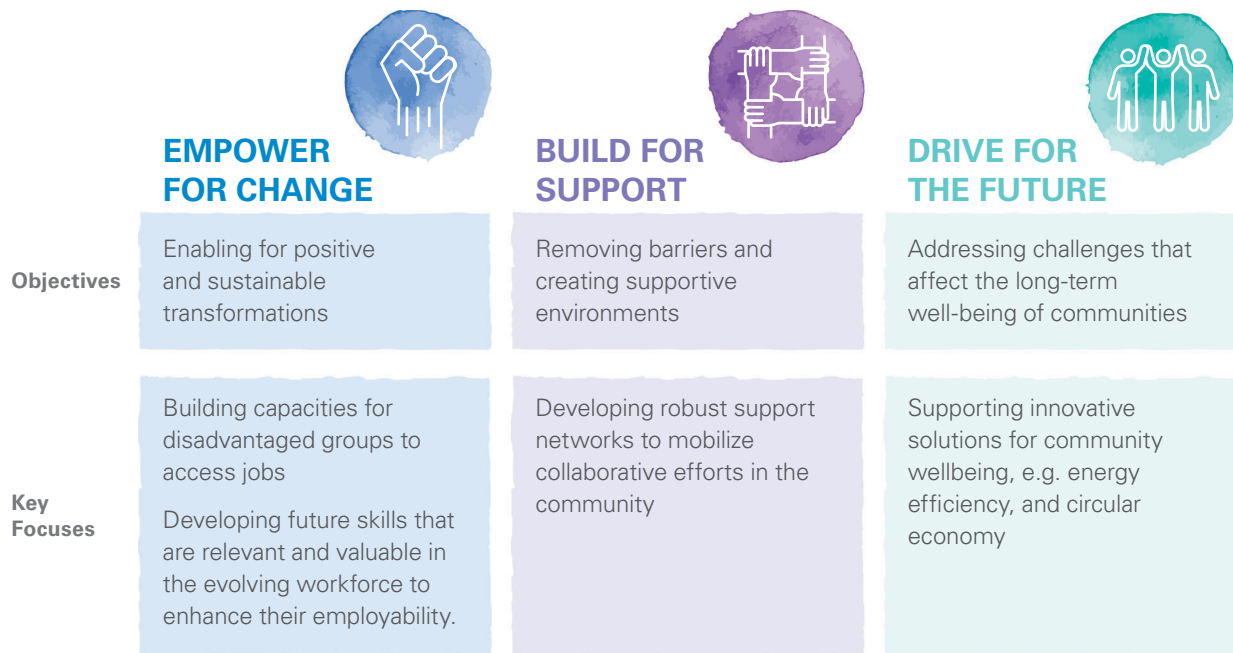 EMPOWER
FOR CHANGE
BUILD FOR
SUPPORT
DRIVE FOR
THE FUTURE
Objectives
Enabling for positive
and sustainable
transformations
Removing barriers and
creating supportive
environments
Addressing challenges that
affect the long-term
well-being of communities
Key
Focuses
Building capacities for
disadvantaged groups to
access jobs
Developing future skills that
are relevant and valuable in
the evolving workforce to
enhance their employability.
Developing robust support
networks to mobilize
collaborative efforts in the
community
Supporting innovative
solutions for community
wellbeing, e.g. energy
efficiency, and circular
economy